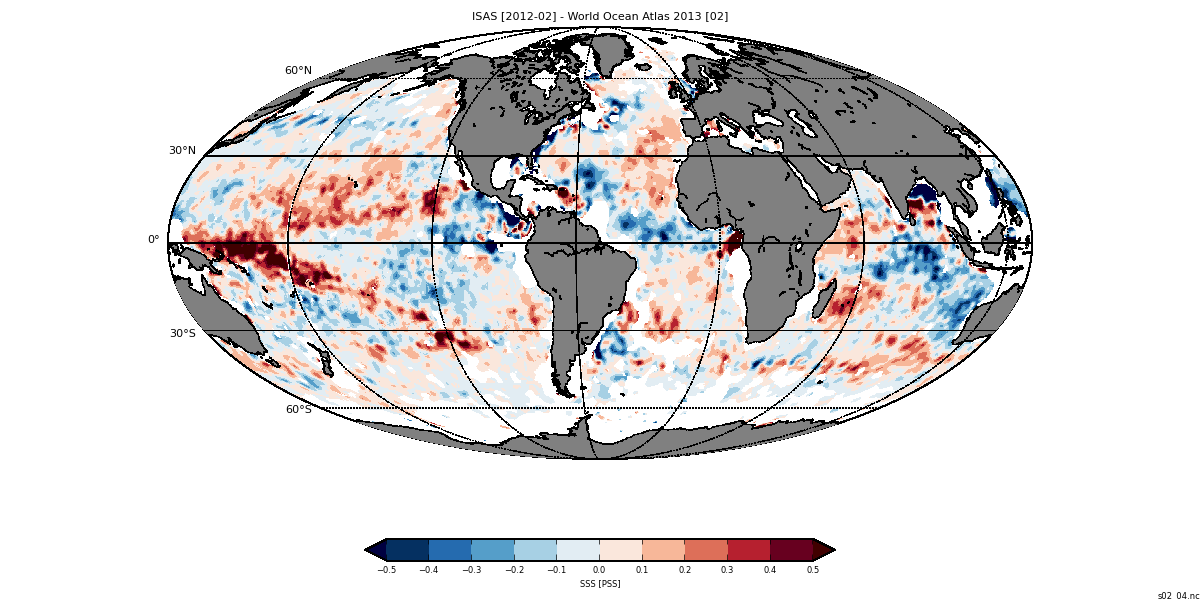 ISAS [2012-02] - World Ocean Atlas 2013 [02]
60°N
30°N
0°
30°S
60°S
−0.5 −0.4 −0.3 −0.2 −0.1 0.0 0.1 0.2 0.3 0.4 0.5
SSS [PSS]
s02_04.nc